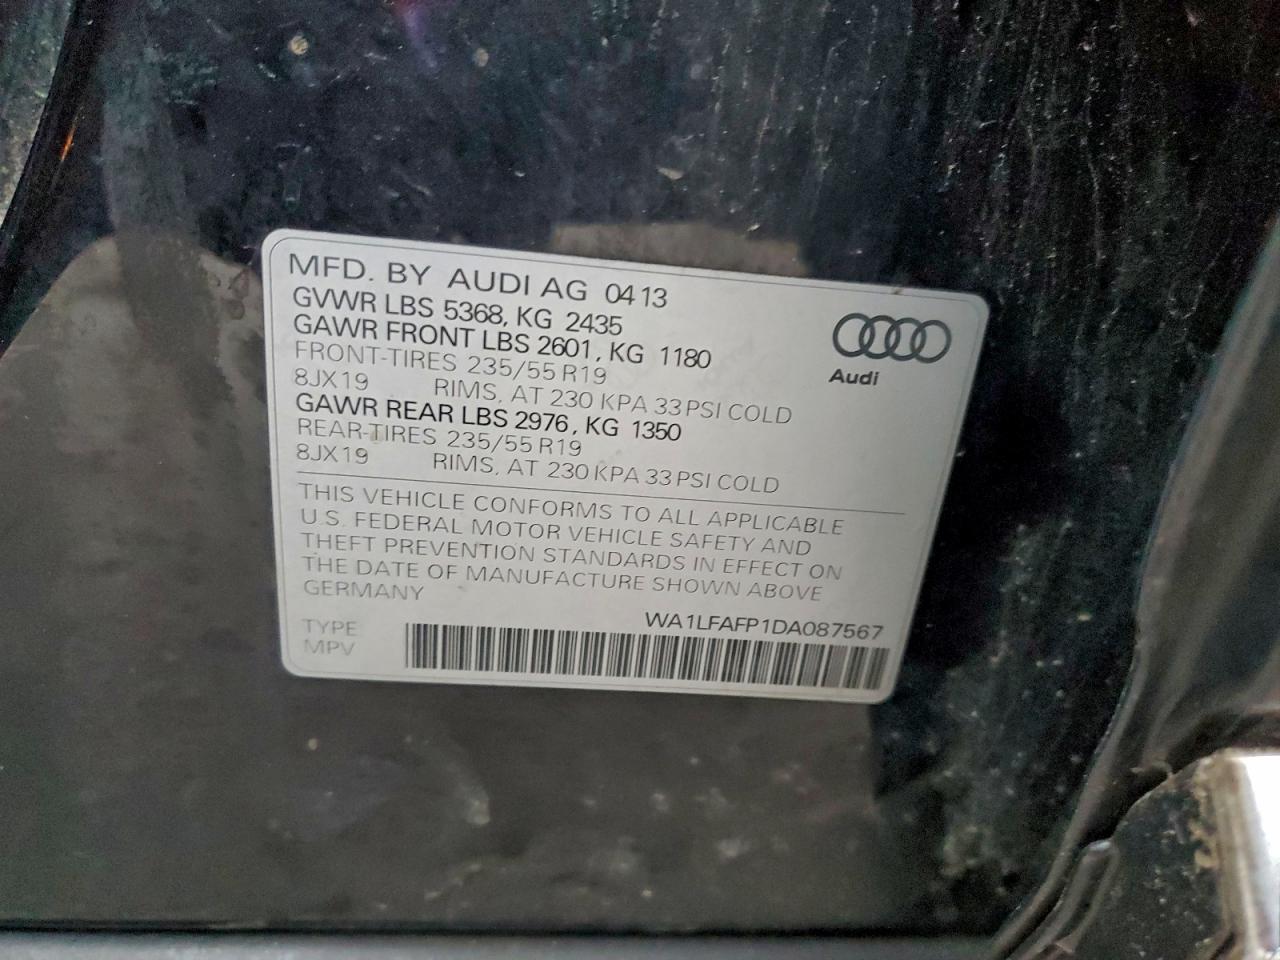 MFD. BY AUDI AG 0413
GVWR LBS 5368, KG 2435
GAWR FRONT LBS 2601, KG 1180
FRONT-TIRES 235/55 R19
8JX19 RIMS, AT 230 KPA 33 PSI COLD
GAWR REAR LBS 2976, KG 1350
REAR-TIRES 235/55 R19
8JX19 RIMS, AT 230 KPA 33 PSI COLD
Audi
THIS VEHICLE CONFORMS TO ALL APPLICABLE
U.S. FEDERAL MOTOR VEHICLE SAFETY AND
THEFT PREVENTION STANDARDS IN EFFECT ON
THE DATE OF MANUFACTURE SHOWN ABOVE
GERMANY
WA1LFAFP1DA087567
TYPE
MPV